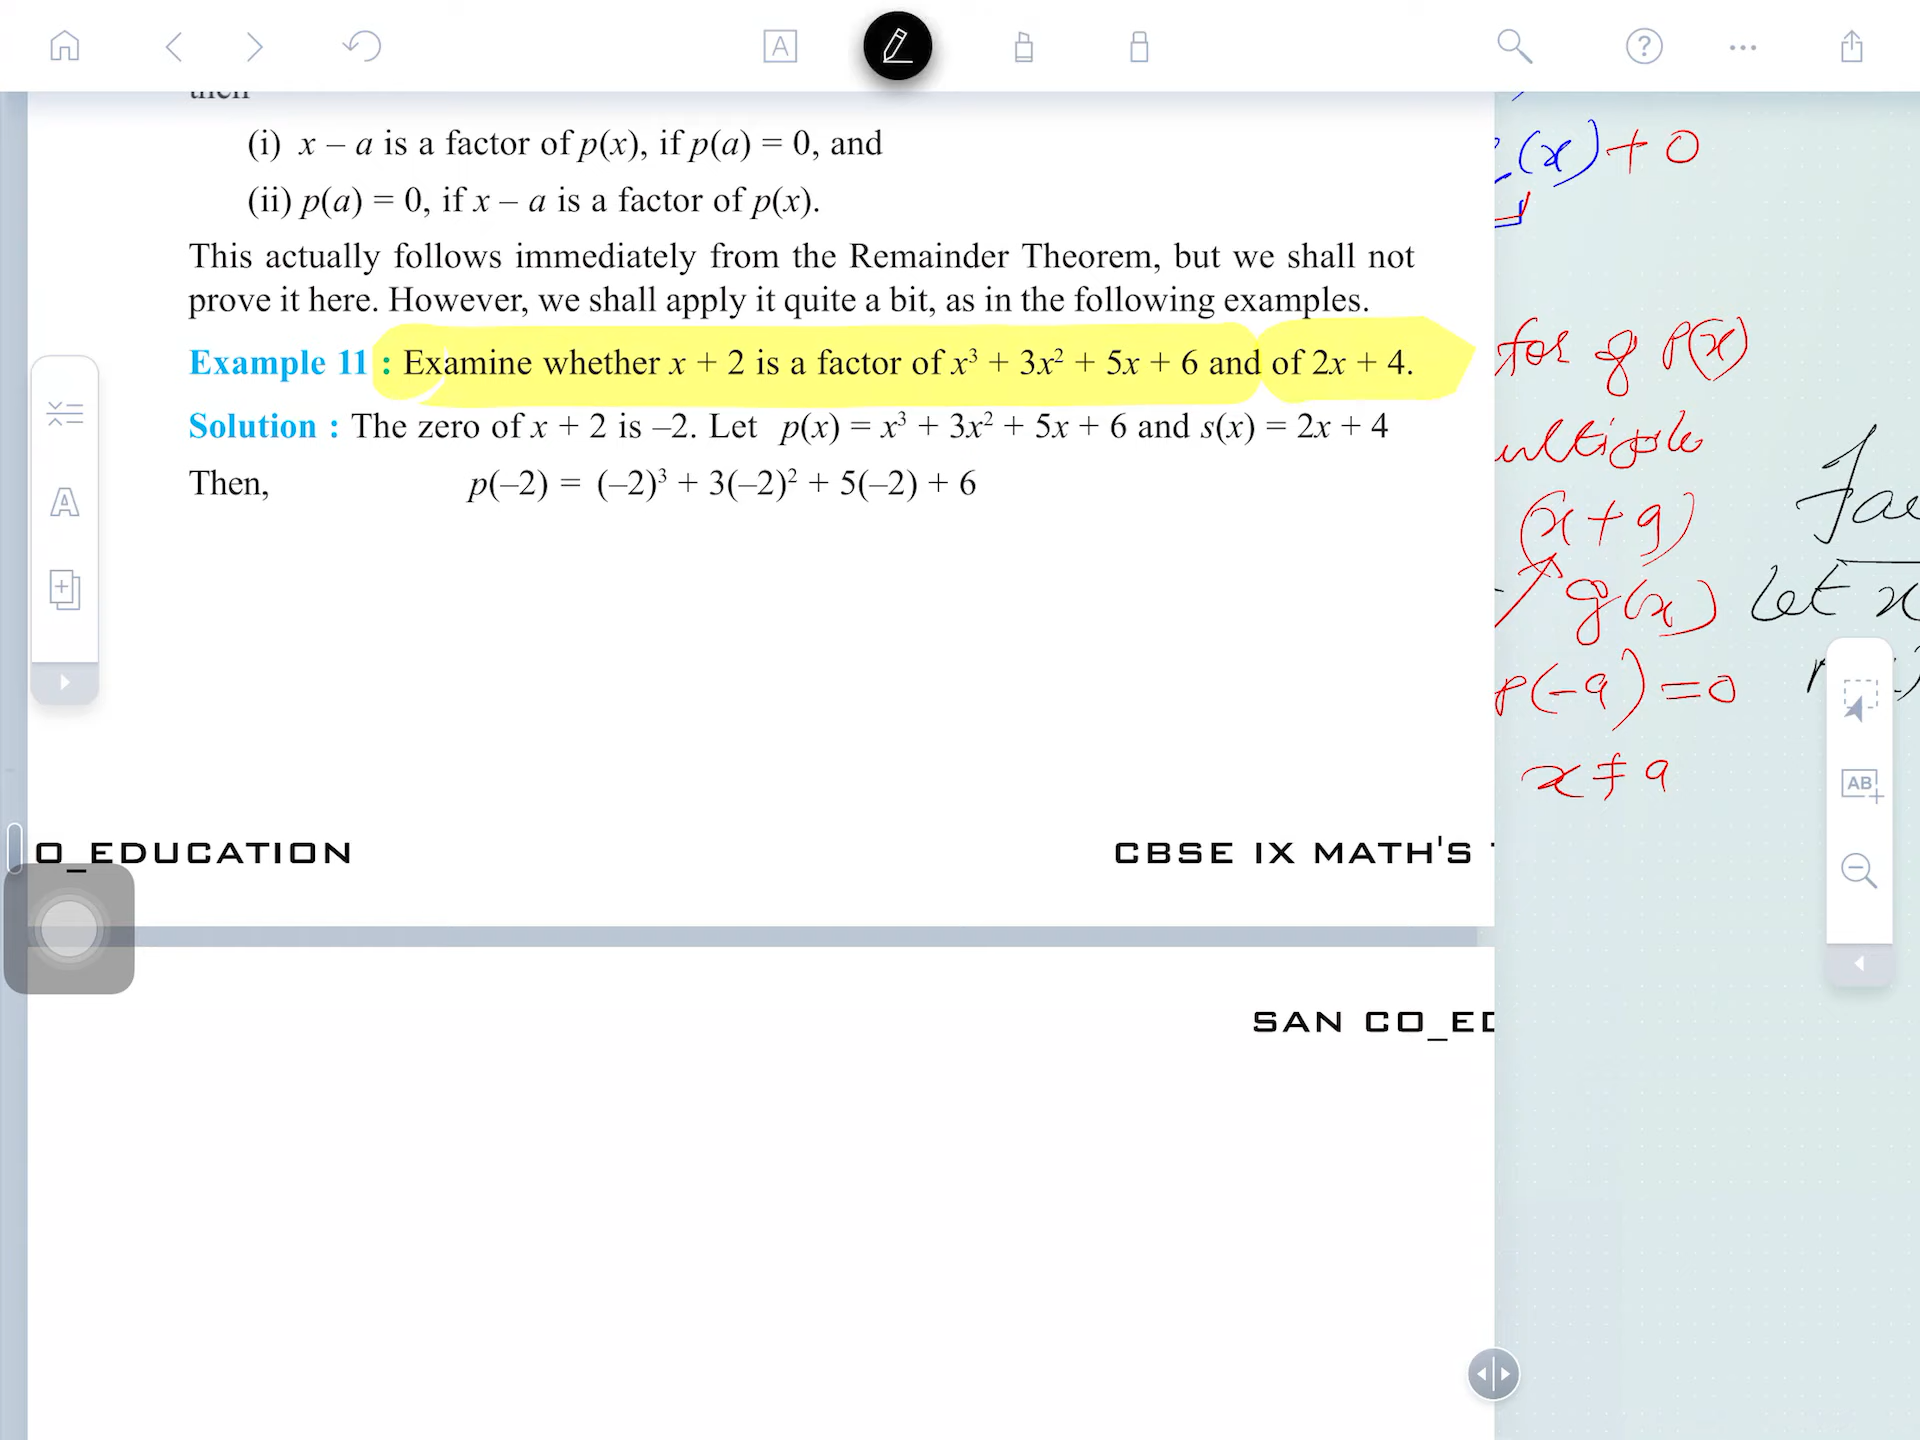 then
(i) x – a is a factor of p(x), if p(a) = 0, and
(ii) p(a) = 0, if x – a is a factor of p(x).
This actually follows immediately from the Remainder Theorem, but we shall not
prove it here. However, we shall apply it quite a bit, as in the following examples.
Example 11 : Examine whether x + 2 is a factor of x³ + 3x² + 5x + 6 and of 2x + 4.
Solution : The zero of x + 2 is –2. Let p(x) = x³ + 3x² + 5x + 6 and s(x) = 2x + 4
Then, p(–2) = (–2)³ + 3(–2)² + 5(–2) + 6
O_EDUCATION
CBSE IX MATH'S
SAN CO_ED
(x) + 0
of p(x)
(x + a)
g(x)
p(-a) = 0
Fac
Let x
A
A
AB
?